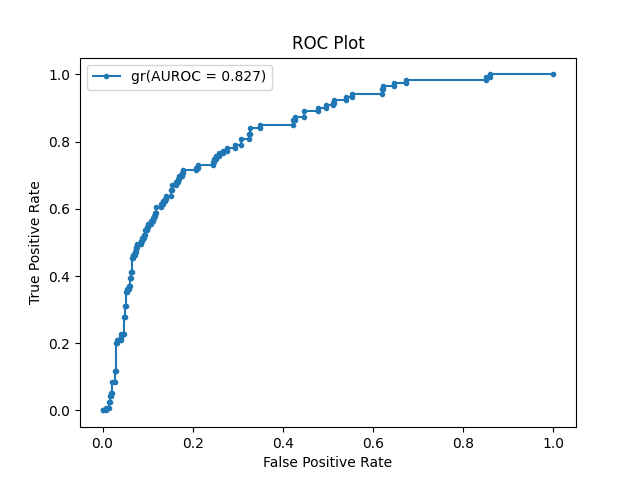 ROC Plot
gr(AUROC = 0.827)
True Positive Rate
1.0
0.8
0.6
0.4
0.2
0.0
0.0 0.2 0.4 0.6 0.8 1.0
False Positive Rate